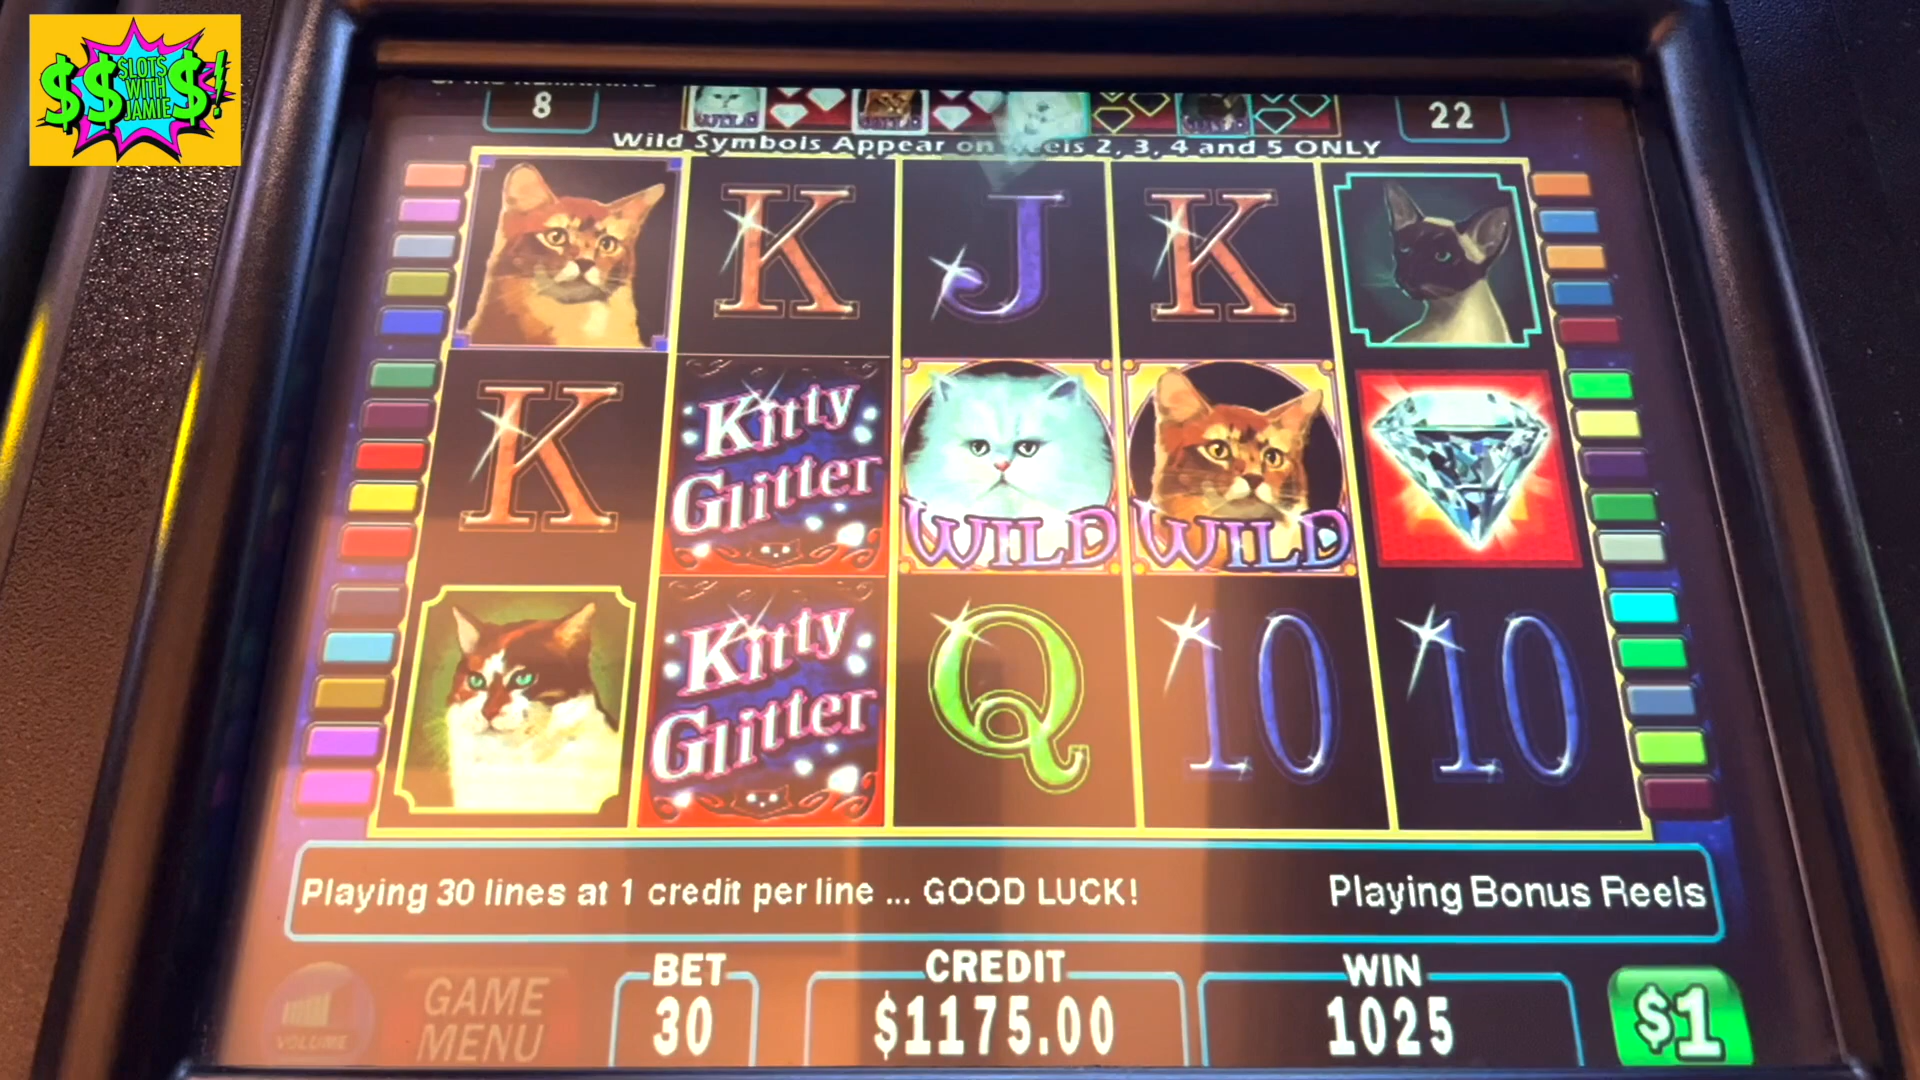 $$ SLOTS WITH JAMIE $!
8
22
Wild Symbols Appear on Reels 2, 3, 4 and 5 ONLY
K J K
K Kitty Glitter WILD WILD
Kitty Glitter Q 10 10
Playing 30 lines at 1 credit per line ... GOOD LUCK!
Playing Bonus Reels
BET
30
CREDIT
$1175.00
WIN
1025
$1
VOLUME
GAME
MENU